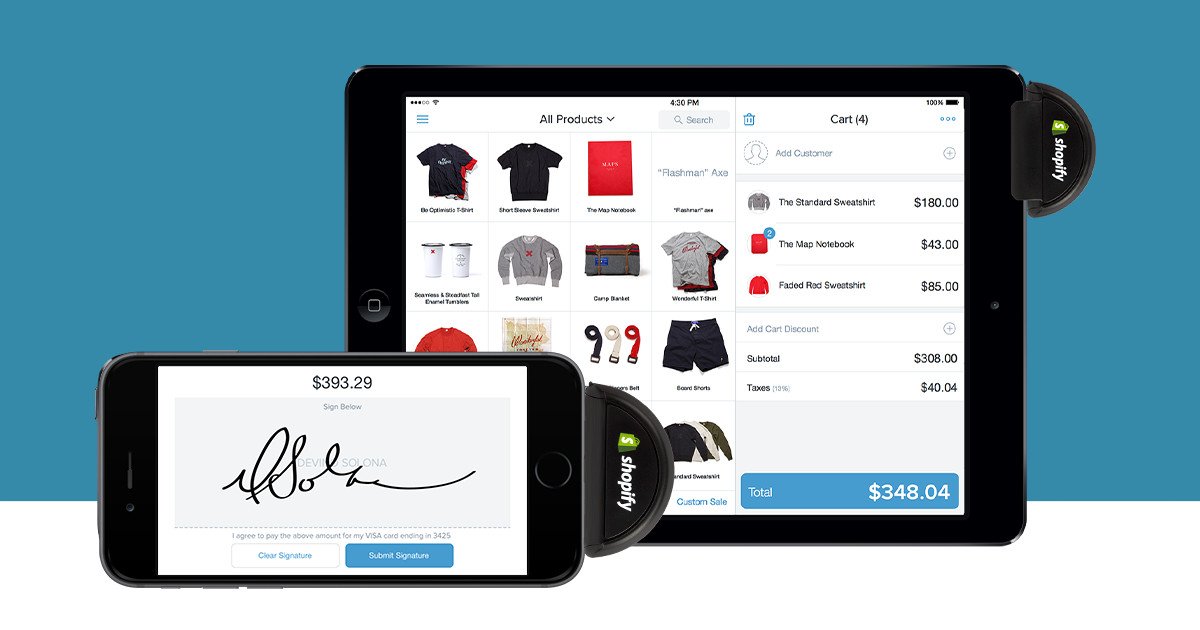 4:30 PM
100%
All Products
Search
Cart (4)
Be Optimistic T-Shirt
Short Sleeve Sweatshirt
MAPS
The Map Notebook
"Flashman" Axe
"Flashman" axe
Seamless & Steadfast Tall
Enamel Tumblers
Sweatshirt
Camp Blanket
Wonderful T-Shirt
Wonderful
Belt
Board Shorts
Standard Sweatshirt
Custom Sale
Add Customer
The Standard Sweatshirt $180.00
2
The Map Notebook $43.00
Faded Red Sweatshirt $85.00
Add Cart Discount
Subtotal $308.00
Taxes (13%) $40.04
Total $348.04
shopify
$393.29
Sign Below
DEVIN SOLONA
I agree to pay the above amount for my VISA card ending in 3425
Clear Signature
Submit Signature
shopify